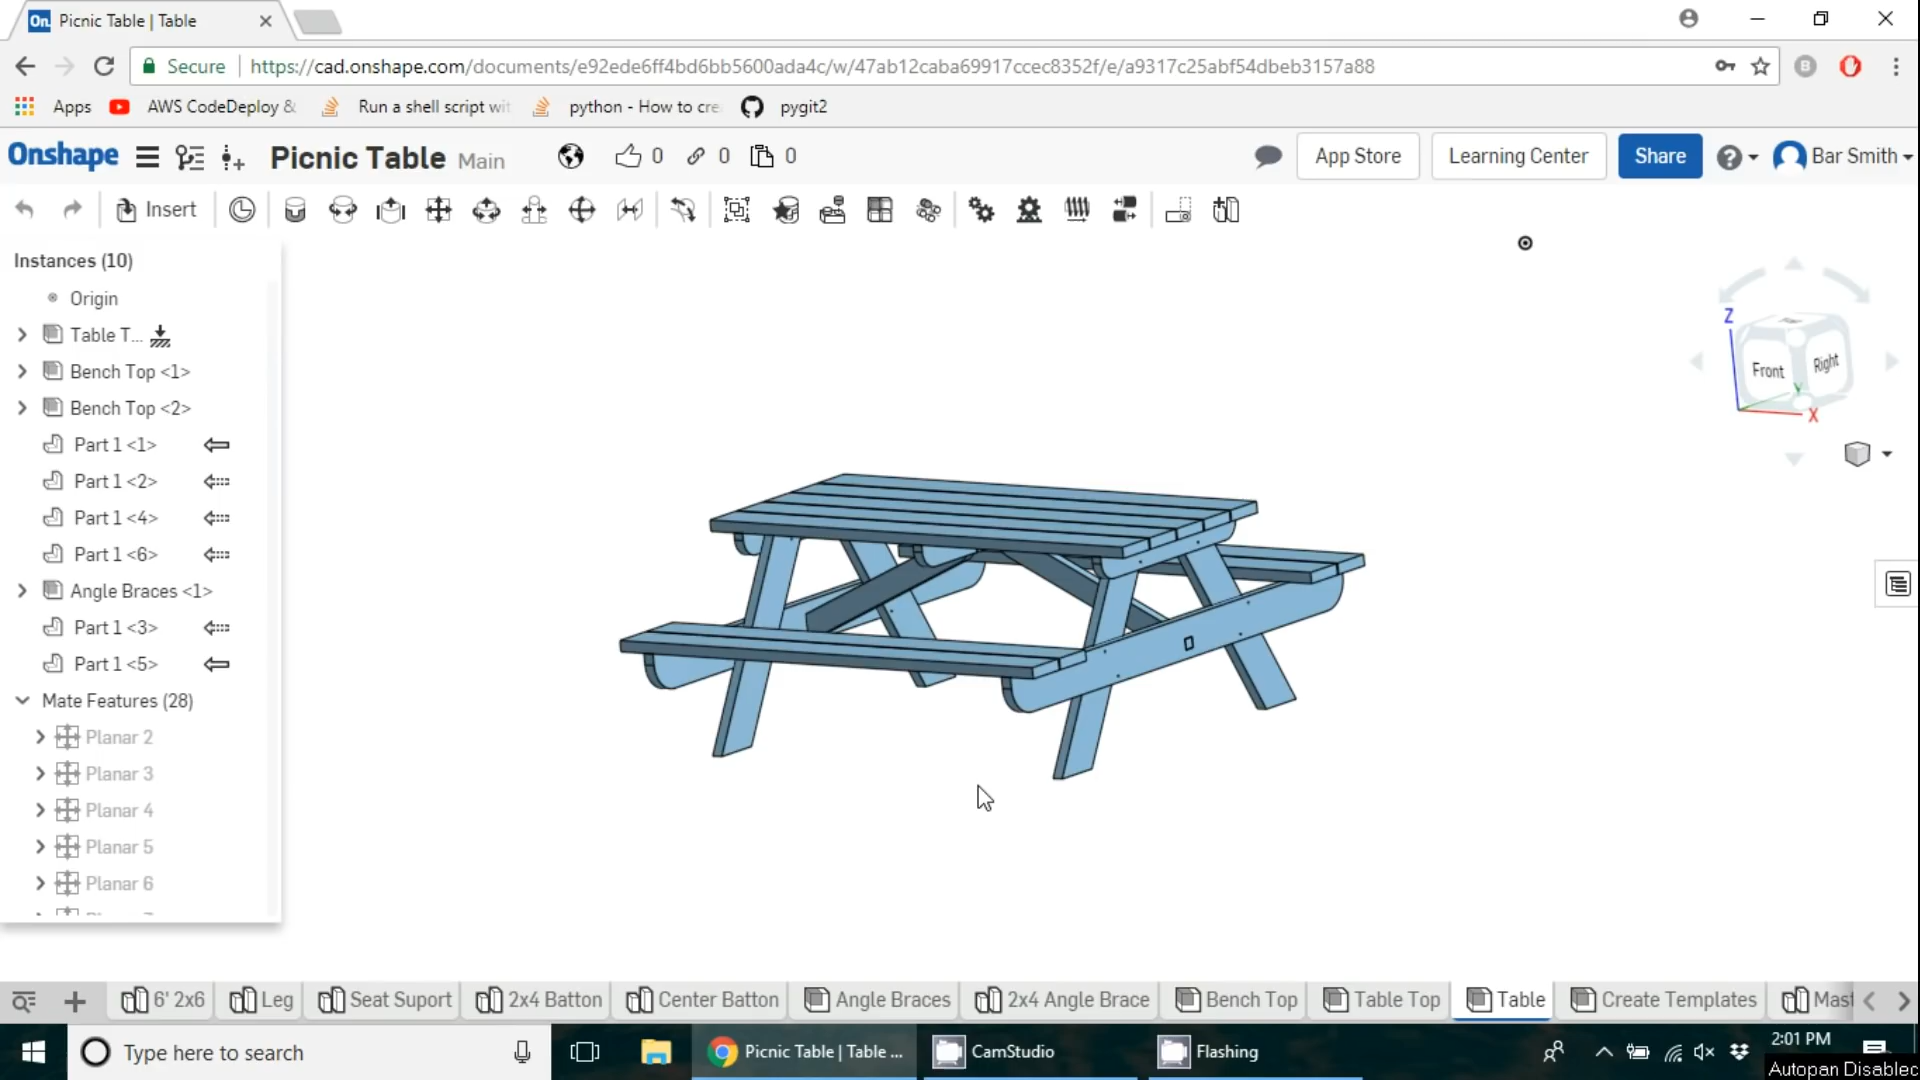 On Picnic Table | Table
Secure https://cad.onshape.com/documents/e92ede6ff4bd6bb5600ada4c/w/47ab12caba69917ccec8352f/e/a9317c25abf54dbeb3157a88
Apps AWS CodeDeploy & Run a shell script wit python - How to cre pygit2
Onshape Picnic Table Main 0 0 0 App Store Learning Center Share Bar Smith
Insert
Instances (10)
Origin
Table T...
Bench Top <1>
Bench Top <2>
Part 1 <1>
Part 1 <2>
Part 1 <4>
Part 1 <6>
Angle Braces <1>
Part 1 <3>
Part 1 <5>
Mate Features (28)
Planar 2
Planar 3
Planar 4
Planar 5
Planar 6
Z
Front Right
Y
X
6' 2x6 Leg Seat Suport 2x4 Batton Center Batton Angle Braces 2x4 Angle Brace Bench Top Table Top Table Create Templates Mast
Type here to search Picnic Table | Table ... CamStudio Flashing 2:01 PM
Autopan Disabled